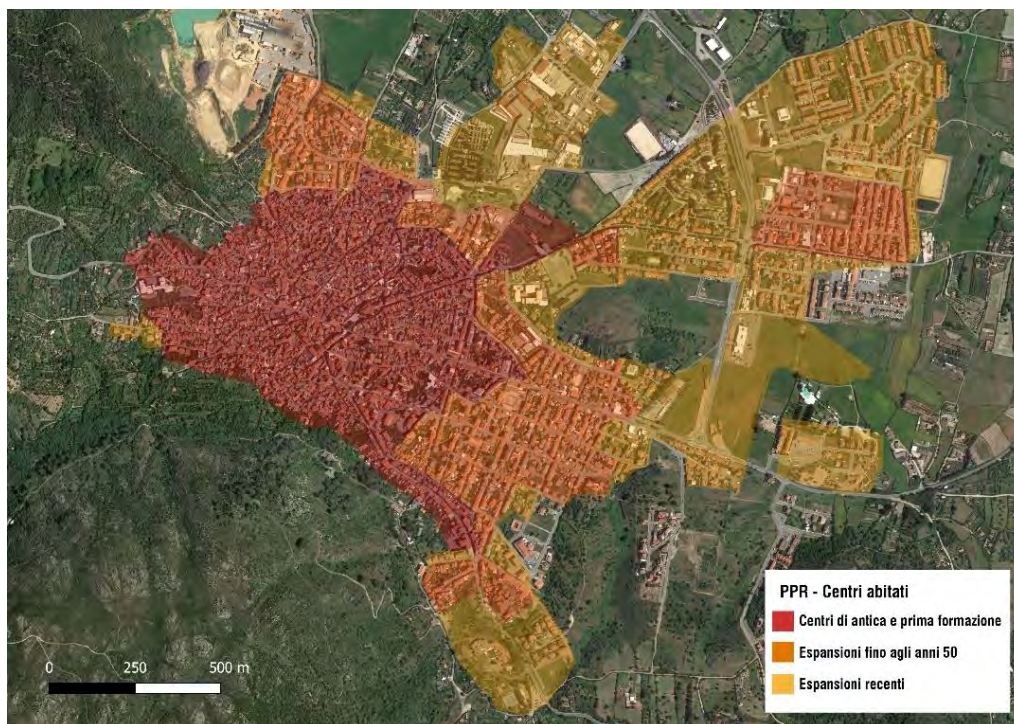 PPR - Centri abitati
Centri di antica e prima formazione
Espansioni fino agli anni 50
Espansioni recenti
0 250 500 m